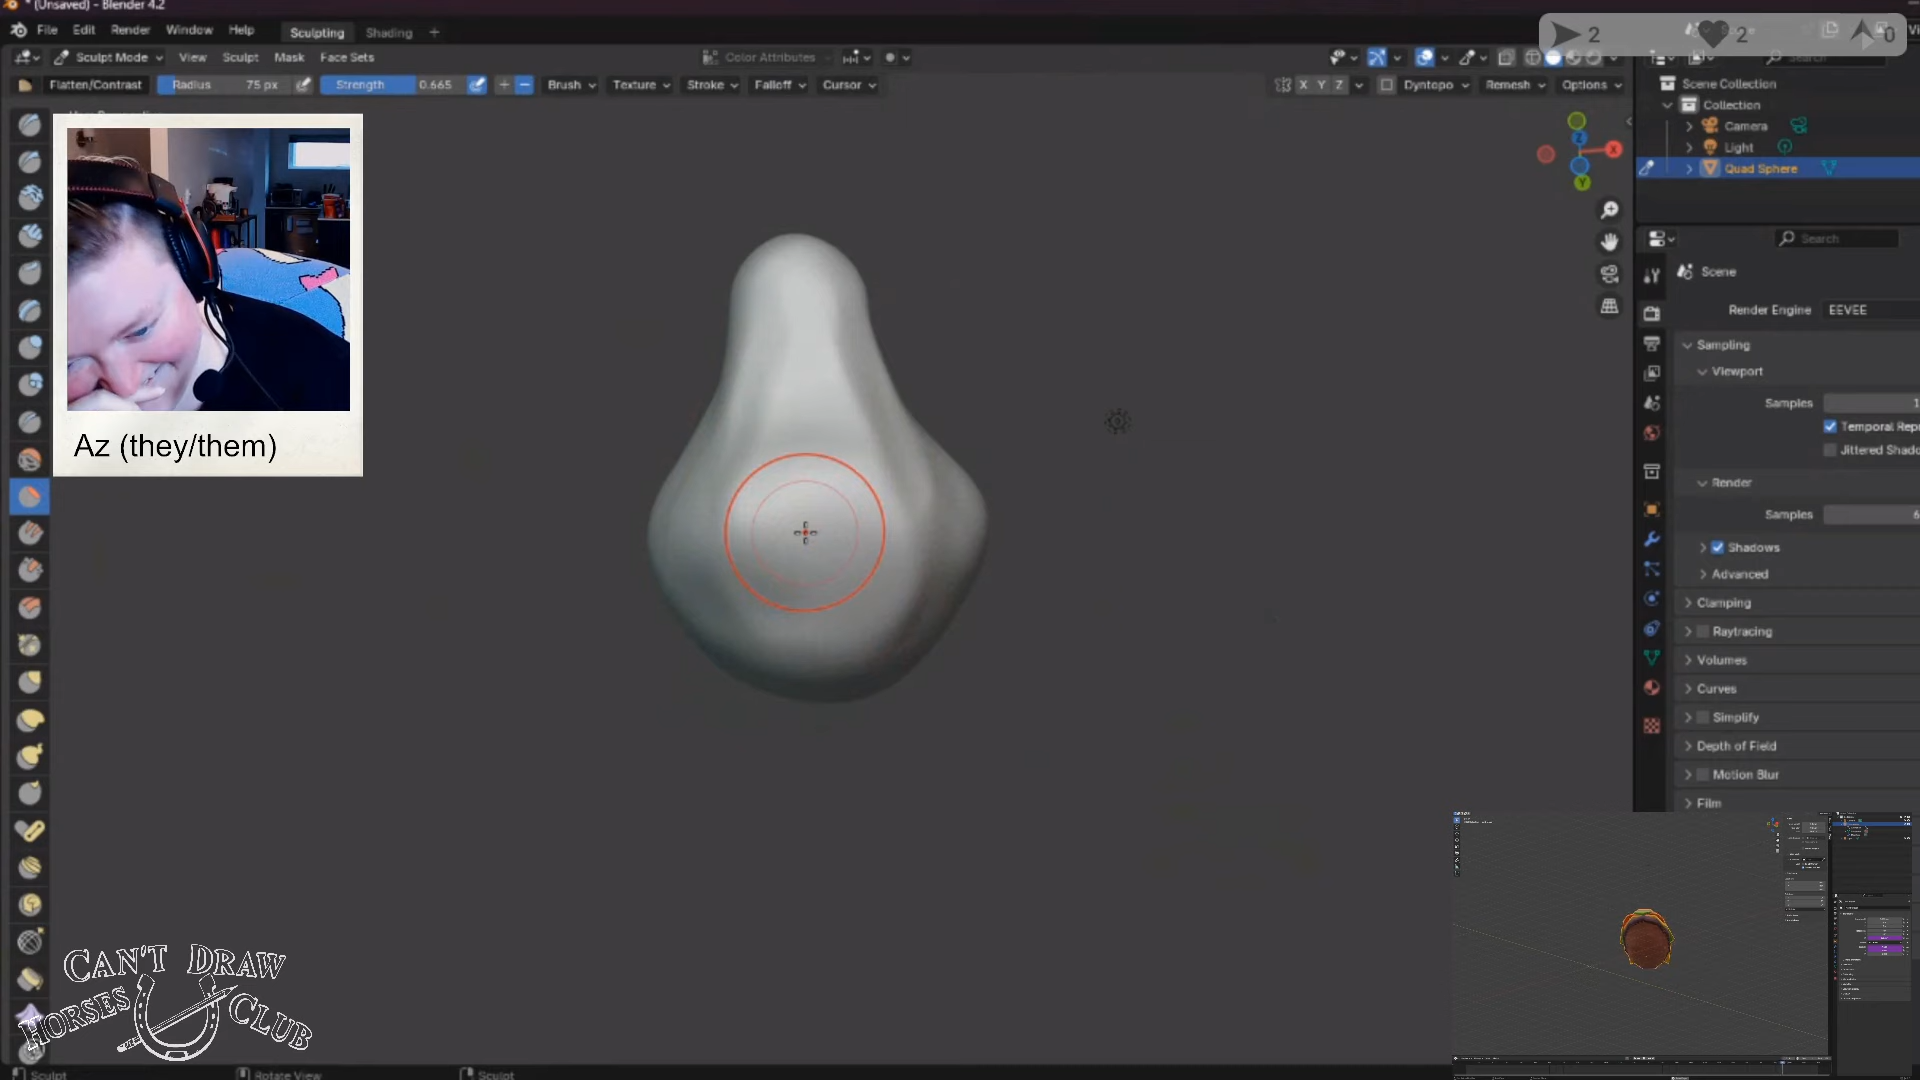 * (Unsaved) - Blender 4.2
File Edit Render Window Help Sculpting Shading +
2 2 0
Sculpt Mode View Sculpt Mask Face Sets Color Attributes
Search
Flatten/Contrast Radius 75 px Strength 0.665 Brush Texture Stroke Falloff Cursor X Y Z Dyntopo Remesh Options
Scene Collection
Collection
Camera
Light
Quad Sphere
Z X
Y
Search
Scene
Render Engine EEVEE
Sampling
Viewport
Samples 1
Temporal Repr
Jittered Shado
Render
Samples 6
Shadows
Advanced
Clamping
Raytracing
Volumes
Curves
Simplify
Depth of Field
Motion Blur
Film
Az (they/them)
CAN'T DRAW
HORSES CLUB
Sculpt Rotate View Sculpt